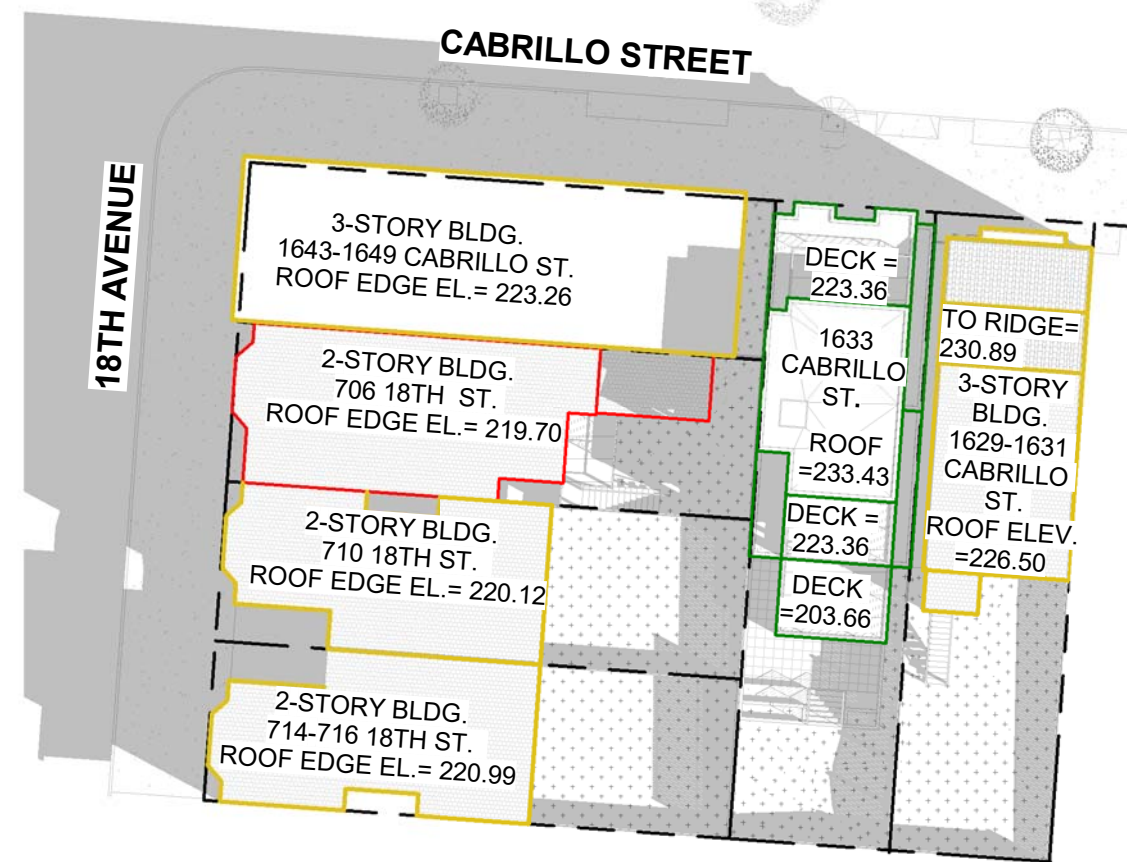 CABRILLO STREET
18TH AVENUE
3-STORY BLDG.
1643-1649 CABRILLO ST.
ROOF EDGE EL.= 223.26
2-STORY BLDG.
706 18TH  ST.
ROOF EDGE EL.= 219.70
2-STORY BLDG.
710 18TH ST.
ROOF EDGE EL.= 220.12
2-STORY BLDG.
714-716 18TH ST.
ROOF EDGE EL.= 220.99
DECK =
223.36
1633
CABRILLO
ST.
ROOF
=233.43
DECK =
223.36
DECK
=203.66
TO RIDGE=
230.89
3-STORY
BLDG.
1629-1631
CABRILLO
ST.
ROOF ELEV.
=226.50